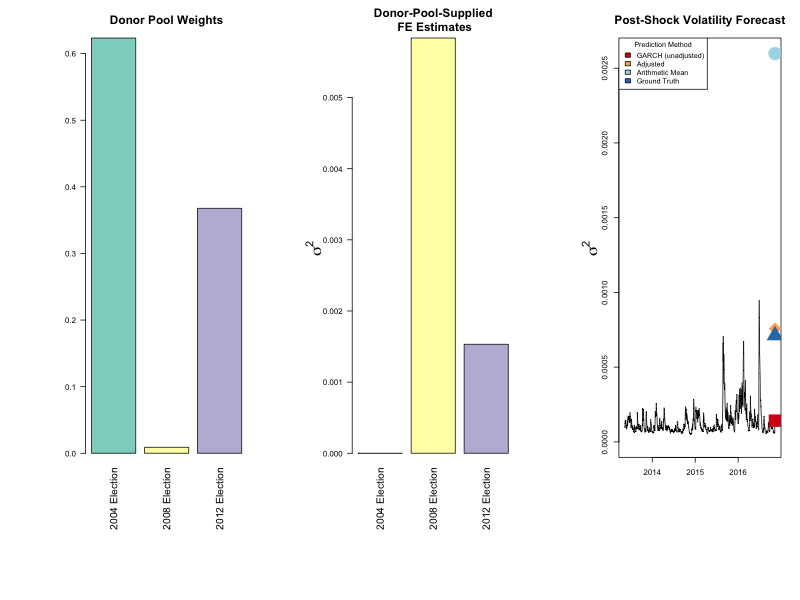 Donor Pool Weights
0.6
0.5
0.4
0.3
0.2
0.1
0.0
2004 Election
2008 Election
2012 Election
Donor-Pool-Supplied
FE Estimates
σ²
0.005
0.004
0.003
0.002
0.001
0.000
2004 Election
2008 Election
2012 Election
Post-Shock Volatility Forecast
σ²
0.0025
0.0020
0.0015
0.0010
0.0005
0.0000
Prediction Method
GARCH (unadjusted)
Adjusted
Arithmetic Mean
Ground Truth
2014 2015 2016